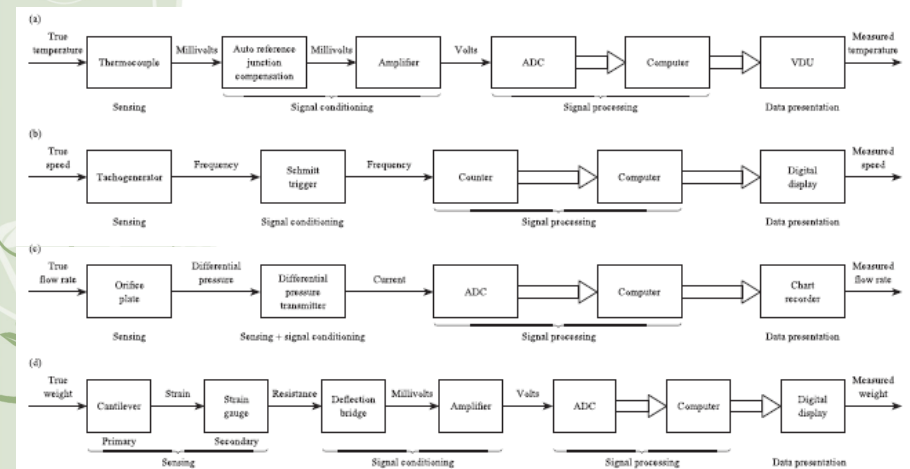 (a)
True
temperature
Thermocouple
Millivolts
Auto reference
junction
compensation
Millivolts
Amplifier
Volts
ADC
Computer
VDU
Measured
temperature
Sensing
Signal conditioning
Signal processing
Data presentation
(b)
True
speed
Tachogenerator
Frequency
Schmitt
trigger
Frequency
Counter
Computer
Digital
display
Measured
speed
Sensing
Signal conditioning
Signal processing
Data presentation
(c)
True
flow rate
Orifice
plate
Differential
pressure
Differential
pressure
transmitter
Current
ADC
Computer
Chart
recorder
Measured
flow rate
Sensing
Sensing + signal conditioning
Signal processing
Data presentation
(d)
True
weight
Cantilever
Strain
Strain
gauge
Resistance
Deflection
bridge
Millivolts
Amplifier
Volts
ADC
Computer
Digital
display
Measured
weight
Primary
Secondary
Sensing
Signal conditioning
Signal processing
Data presentation